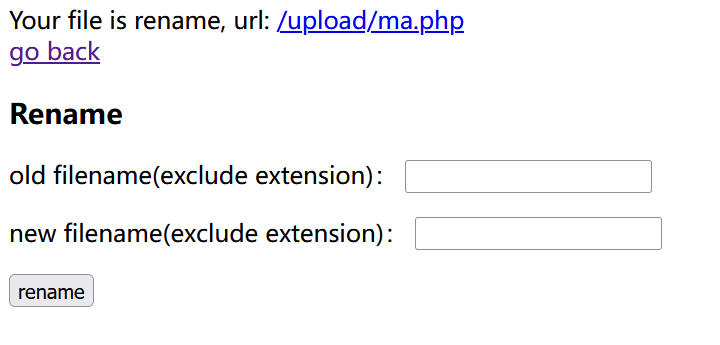 Your file is rename, url: /upload/ma.php
go back
Rename
old filename(exclude extension)：
new filename(exclude extension)：
rename